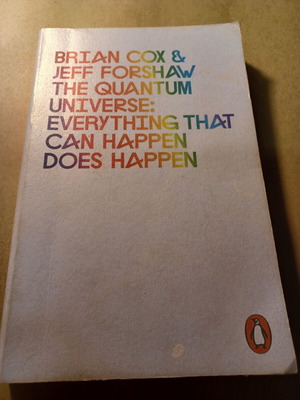 BRIAN COX &
JEFF FORSHAW
THE QUANTUM
UNIVERSE:
EVERYTHING THAT
CAN HAPPEN
DOES HAPPEN